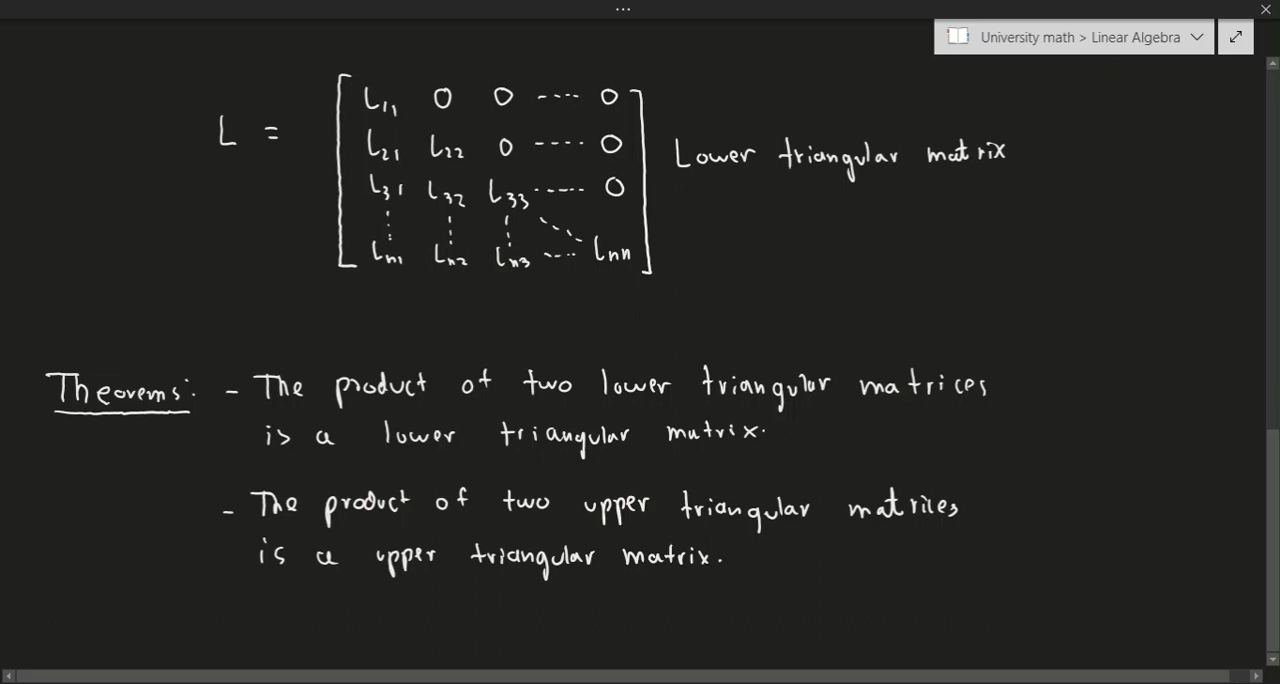 ...
University math > Linear Algebra
L = [ L11 0 0 ---- 0 ] Lower triangular matrix
L21 L22 0 ---- 0
L31 L32 L33 ---- 0
Ln1 Ln2 Ln3 ---- Lnn
Theorems: - The product of two lower triangular matrices
is a lower triangular matrix.
- The product of two upper triangular matrices
is a upper triangular matrix.